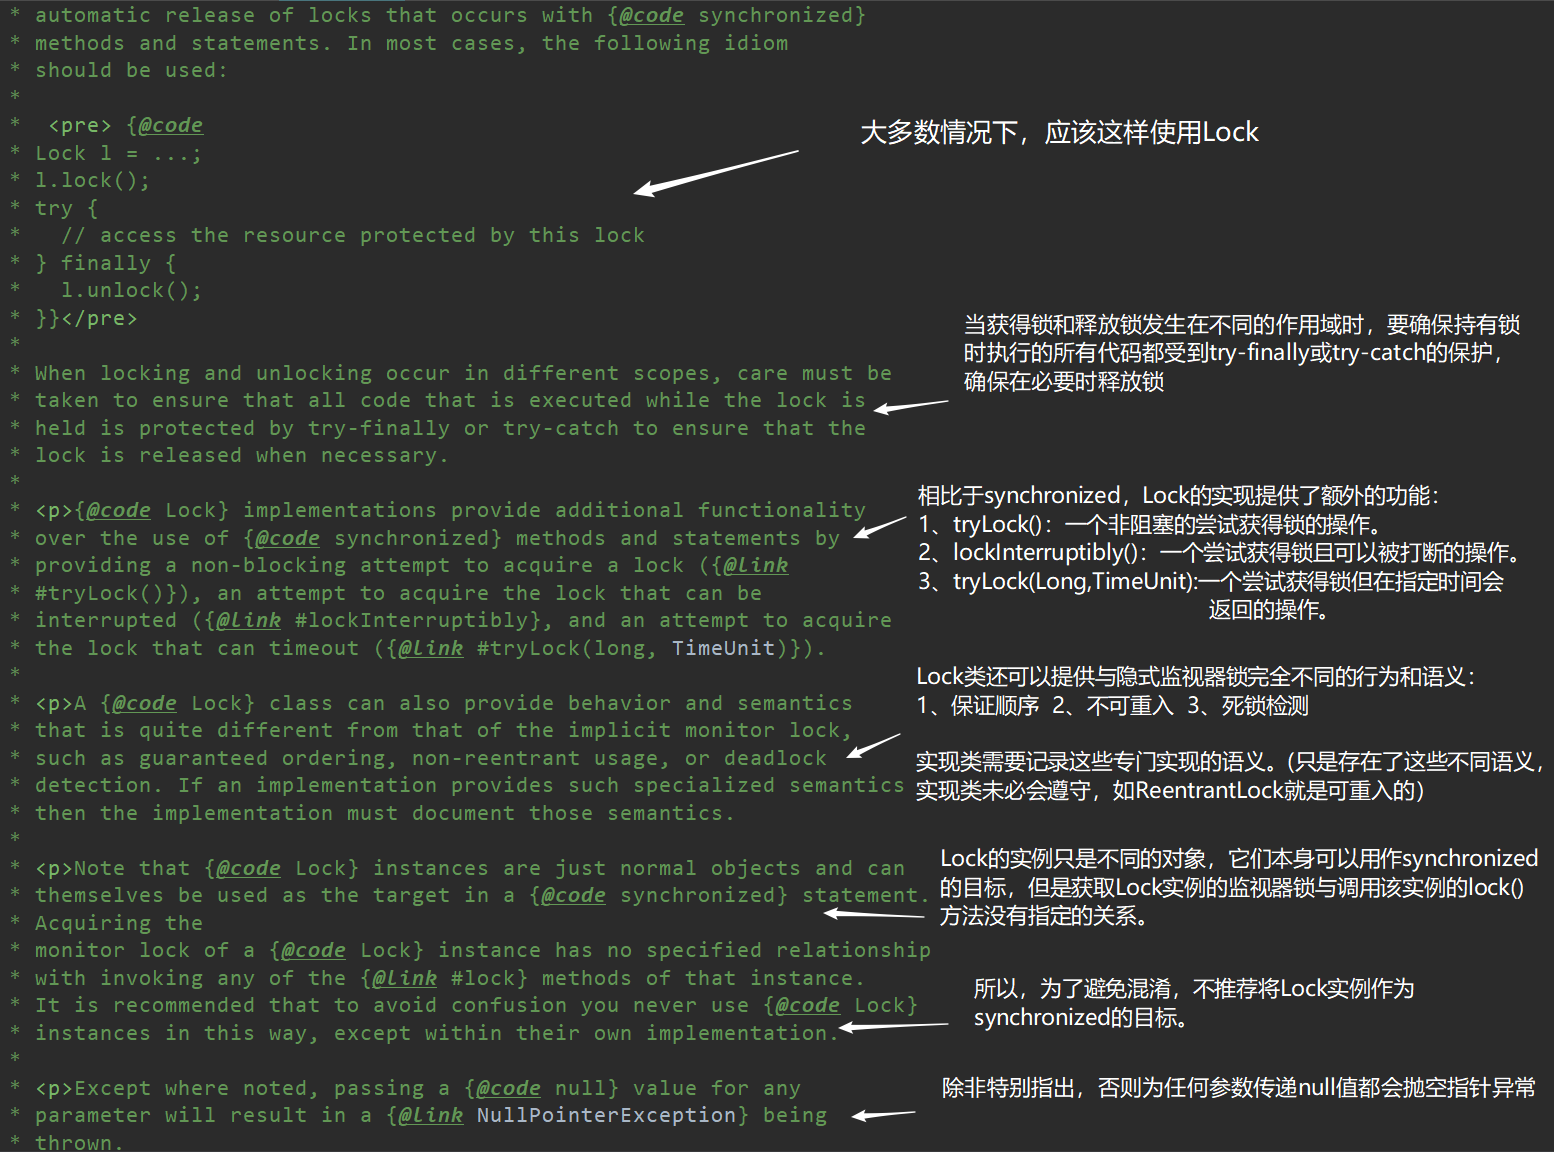 * automatic release of locks that occurs with {@code synchronized}
* methods and statements. In most cases, the following idiom
* should be used:
*
*  <pre> {@code
* Lock l = ...;
* l.lock();
* try {
*   // access the resource protected by this lock
* } finally {
*   l.unlock();
* }}</pre>
*
* When locking and unlocking occur in different scopes, care must be
* taken to ensure that all code that is executed while the lock is
* held is protected by try-finally or try-catch to ensure that the
* lock is released when necessary.
*
* <p>{@code Lock} implementations provide additional functionality
* over the use of {@code synchronized} methods and statements by
* providing a non-blocking attempt to acquire a lock ({@link
* #tryLock()}), an attempt to acquire the lock that can be
* interrupted ({@link #lockInterruptibly}, and an attempt to acquire
* the lock that can timeout ({@link #tryLock(long, TimeUnit)}).
*
* <p>A {@code Lock} class can also provide behavior and semantics
* that is quite different from that of the implicit monitor lock,
* such as guaranteed ordering, non-reentrant usage, or deadlock
* detection. If an implementation provides such specialized semantics
* then the implementation must document those semantics.
*
* <p>Note that {@code Lock} instances are just normal objects and can
* themselves be used as the target in a {@code synchronized} statement.
* Acquiring the
* monitor lock of a {@code Lock} instance has no specified relationship
* with invoking any of the {@link #lock} methods of that instance.
* It is recommended that to avoid confusion you never use {@code Lock}
* instances in this way, except within their own implementation.
*
* <p>Except where noted, passing a {@code null} value for any
* parameter will result in a {@link NullPointerException} being
* thrown.
大多数情况下，应该这样使用Lock
当获得锁和释放锁发生在不同的作用域时，要确保持有锁
时执行的所有代码都受到try-finally或try-catch的保护，
确保在必要时释放锁
相比于synchronized，Lock的实现提供了额外的功能：
1、tryLock()：一个非阻塞的尝试获得锁的操作。
2、lockInterruptibly()：一个尝试获得锁且可以被打断的操作。
3、tryLock(Long,TimeUnit):一个尝试获得锁但在指定时间会
返回的操作。
Lock类还可以提供与隐式监视器锁完全不同的行为和语义：
1、保证顺序 2、不可重入 3、死锁检测
实现类需要记录这些专门实现的语义。(只是存在了这些不同语义，
实现类未必会遵守，如ReentrantLock就是可重入的）
Lock的实例只是不同的对象，它们本身可以用作synchronized
的目标，但是获取Lock实例的监视器锁与调用该实例的lock()
方法没有指定的关系。
所以，为了避免混淆，不推荐将Lock实例作为
synchronized的目标。
除非特别指出，否则为任何参数传递null值都会抛空指针异常